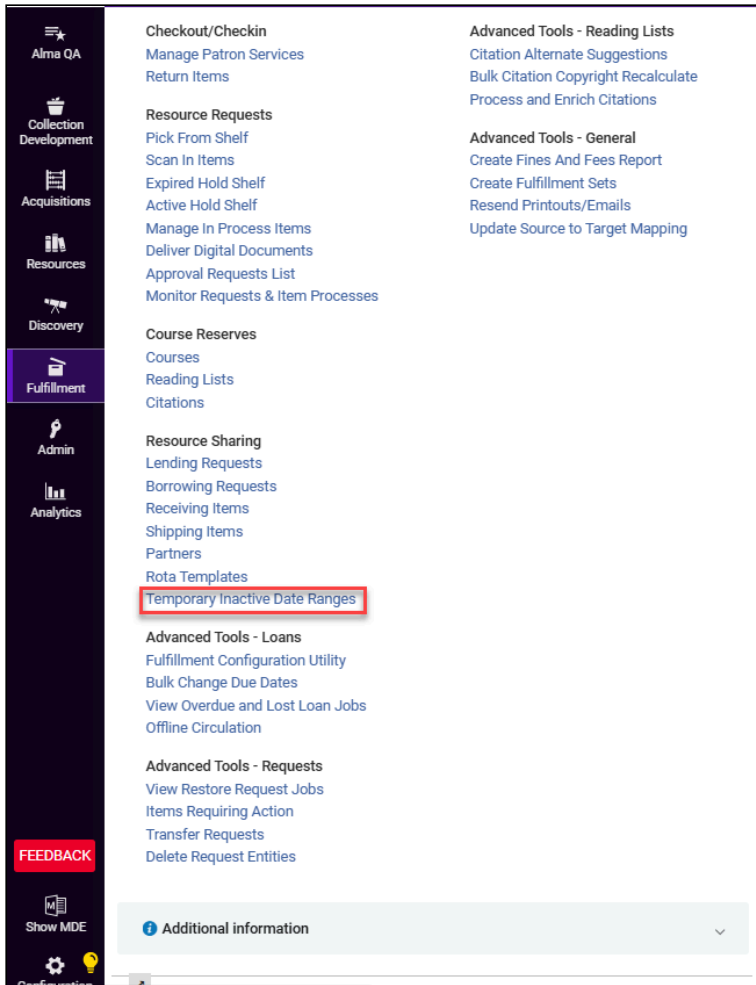 Alma QA
Collection
Development
Acquisitions
Resources
Discovery
Fulfillment
Admin
Analytics
FEEDBACK
Show MDE
Configuration
Checkout/Checkin
Manage Patron Services
Return Items
Resource Requests
Pick From Shelf
Scan In Items
Expired Hold Shelf
Active Hold Shelf
Manage In Process Items
Deliver Digital Documents
Approval Requests List
Monitor Requests & Item Processes
Course Reserves
Courses
Reading Lists
Citations
Resource Sharing
Lending Requests
Borrowing Requests
Receiving Items
Shipping Items
Partners
Rota Templates
Temporary Inactive Date Ranges
Advanced Tools - Loans
Fulfillment Configuration Utility
Bulk Change Due Dates
View Overdue and Lost Loan Jobs
Offline Circulation
Advanced Tools - Requests
View Restore Request Jobs
Items Requiring Action
Transfer Requests
Delete Request Entities
Advanced Tools - Reading Lists
Citation Alternate Suggestions
Bulk Citation Copyright Recalculate
Process and Enrich Citations
Advanced Tools - General
Create Fines And Fees Report
Create Fulfillment Sets
Resend Printouts/Emails
Update Source to Target Mapping
Additional information